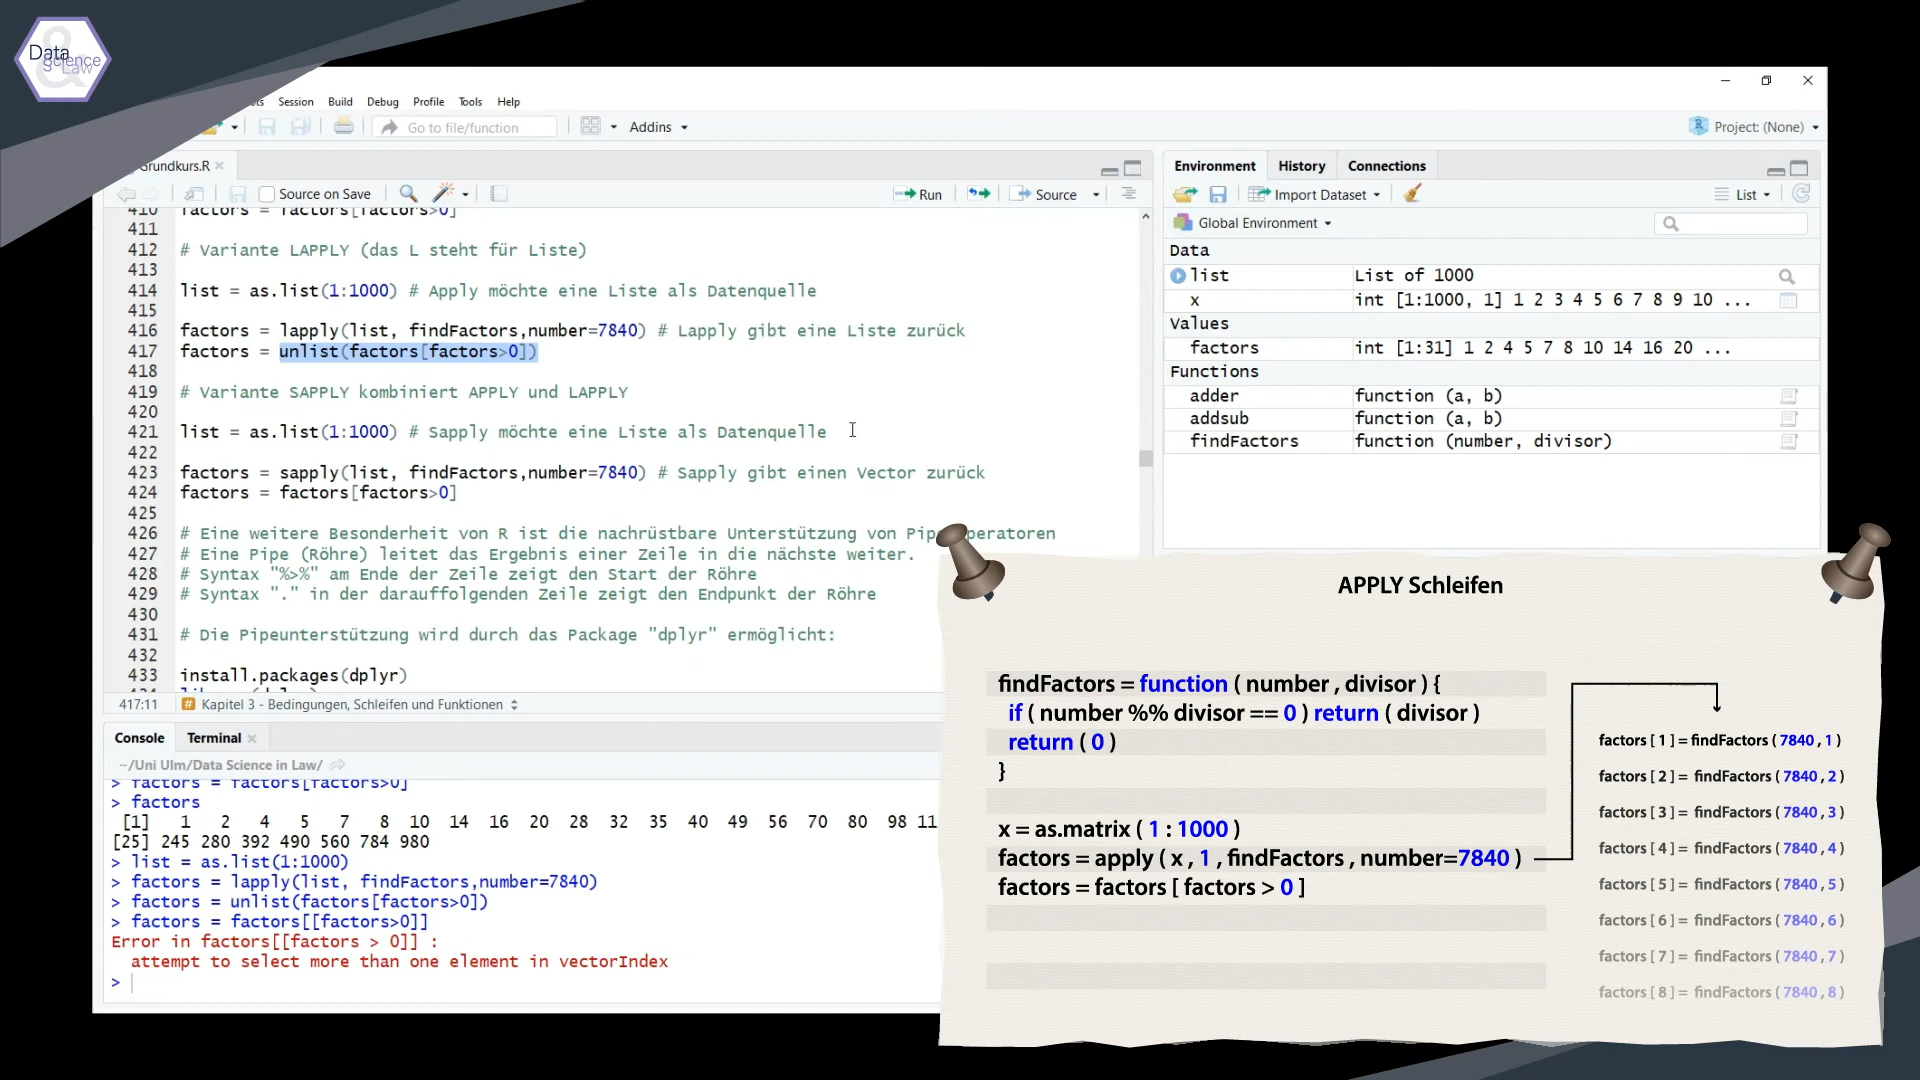 Data
Science
Law
&
Session Build Debug Profile Tools Help
Go to file/function
Addins
Project: (None)
Grundkurs.R
Source on Save
Run
Source
410 factors = factors[factors>0]
411
412 # Variante LAPPLY (das L steht für Liste)
413
414 list = as.list(1:1000) # Apply möchte eine Liste als Datenquelle
415
416 factors = lapply(list, findFactors,number=7840) # Lapply gibt eine Liste zurück
417 factors = unlist(factors[factors>0])
418
419 # Variante SAPPLY kombiniert APPLY und LAPPLY
420
421 list = as.list(1:1000) # Sapply möchte eine Liste als Datenquelle
422
423 factors = sapply(list, findFactors,number=7840) # Sapply gibt einen Vector zurück
424 factors = factors[factors>0]
425
426 # Eine weitere Besonderheit von R ist die nachrüstbare Unterstützung von Pipeoperatoren
427 # Eine Pipe (Röhre) leitet das Ergebnis einer Zeile in die nächste weiter.
428 # Syntax "%>%" am Ende der Zeile zeigt den Start der Röhre
429 # Syntax "." in der darauffolgenden Zeile zeigt den Endpunkt der Röhre
430
431 # Die Pipeunterstützung wird durch das Package "dplyr" ermöglicht:
432
433 install.packages(dplyr)
417:11 Kapitel 3 - Bedingungen, Schleifen und Funktionen
Console Terminal
~/Uni Ulm/Data Science in Law/
> factors = factors[factors>0]
> factors
[1] 1 2 4 5 7 8 10 14 16 20 28 32 35 40 49 56 70 80 98 11
[25] 245 280 392 490 560 784 980
> list = as.list(1:1000)
> factors = lapply(list, findFactors,number=7840)
> factors = unlist(factors[factors>0])
> factors = factors[[factors>0]]
Error in factors[[factors > 0]] :
attempt to select more than one element in vectorIndex
>
Environment History Connections
Import Dataset
List
Global Environment
Data
list List of 1000
x int [1:1000, 1] 1 2 3 4 5 6 7 8 9 10 ...
Values
factors int [1:31] 1 2 4 5 7 8 10 14 16 20 ...
Functions
adder function (a, b)
addsub function (a, b)
findFactors function (number, divisor)
APPLY Schleifen
findFactors = function ( number , divisor ) {
if ( number %% divisor == 0 ) return ( divisor )
return ( 0 )
}
x = as.matrix ( 1 : 1000 )
factors = apply ( x , 1 , findFactors , number=7840 )
factors = factors [ factors > 0 ]
factors [ 1 ] = findFactors ( 7840 , 1 )
factors [ 2 ] = findFactors ( 7840 , 2 )
factors [ 3 ] = findFactors ( 7840 , 3 )
factors [ 4 ] = findFactors ( 7840 , 4 )
factors [ 5 ] = findFactors ( 7840 , 5 )
factors [ 6 ] = findFactors ( 7840 , 6 )
factors [ 7 ] = findFactors ( 7840 , 7 )
factors [ 8 ] = findFactors ( 7840 , 8 )